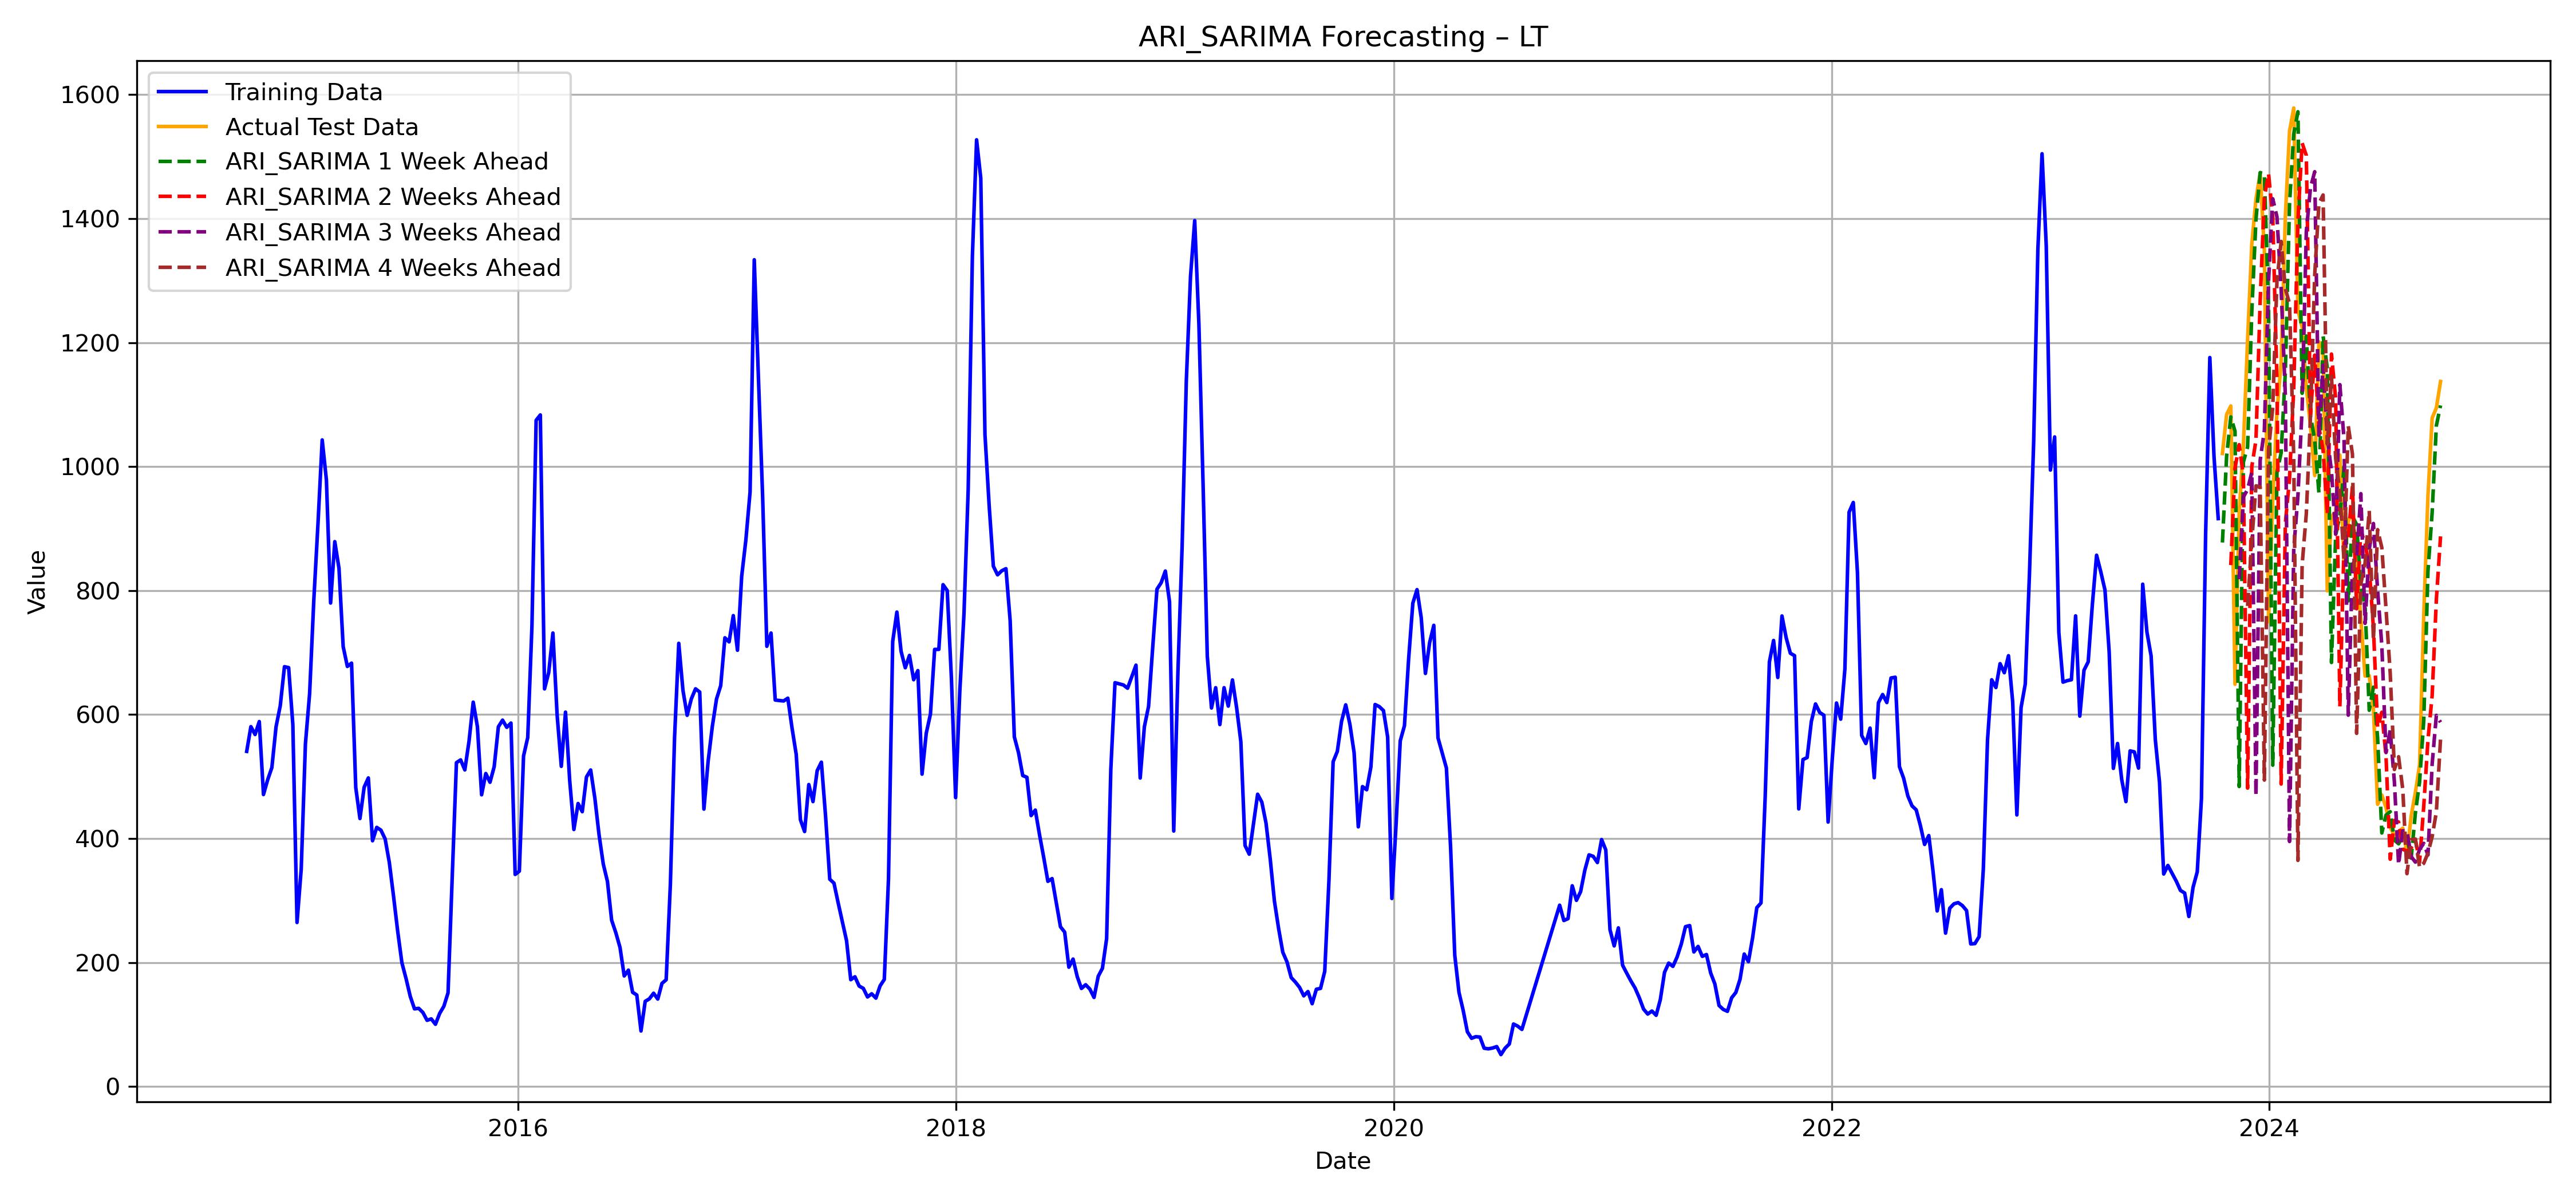 ARI_SARIMA Forecasting – LT
Training Data
Actual Test Data
ARI_SARIMA 1 Week Ahead
ARI_SARIMA 2 Weeks Ahead
ARI_SARIMA 3 Weeks Ahead
ARI_SARIMA 4 Weeks Ahead
Value
1600
1400
1200
1000
800
600
400
200
0
2016
2018
2020
2022
2024
Date